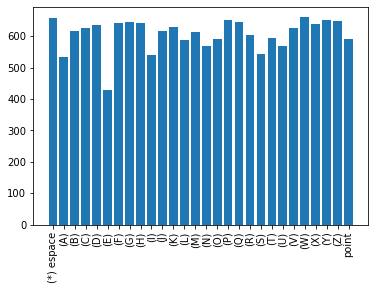 600
500
400
300
200
100
0
(*) espace
(A)
(B)
(C)
(D)
(E)
(F)
(G)
(H)
(I)
(J)
(K)
(L)
(M)
(N)
(O)
(P)
(Q)
(R)
(S)
(T)
(U)
(V)
(W)
(X)
(Y)
(Z)
point